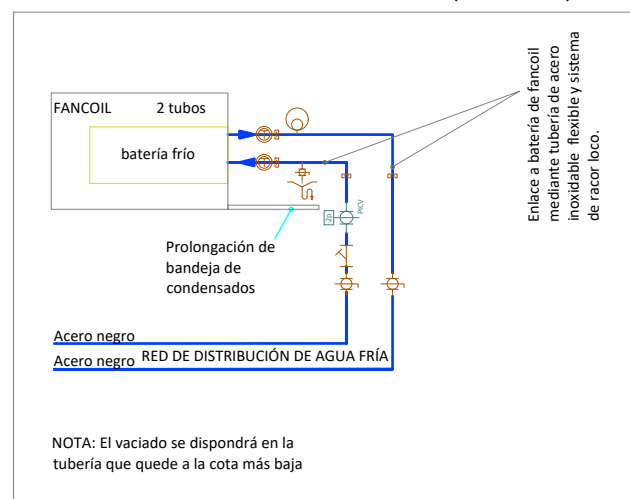 FANCOIL 2 tubos
batería frío
Prolongación de
bandeja de
condensados
2p
PICV
T
T
Enlace a batería de fancoil
mediante tubería de acero
inoxidable flexible y sistema
de racor loco.
Acero negro
Acero negro RED DE DISTRIBUCIÓN DE AGUA FRÍA
NOTA: El vaciado se dispondrá en la
tubería que quede a la cota más baja